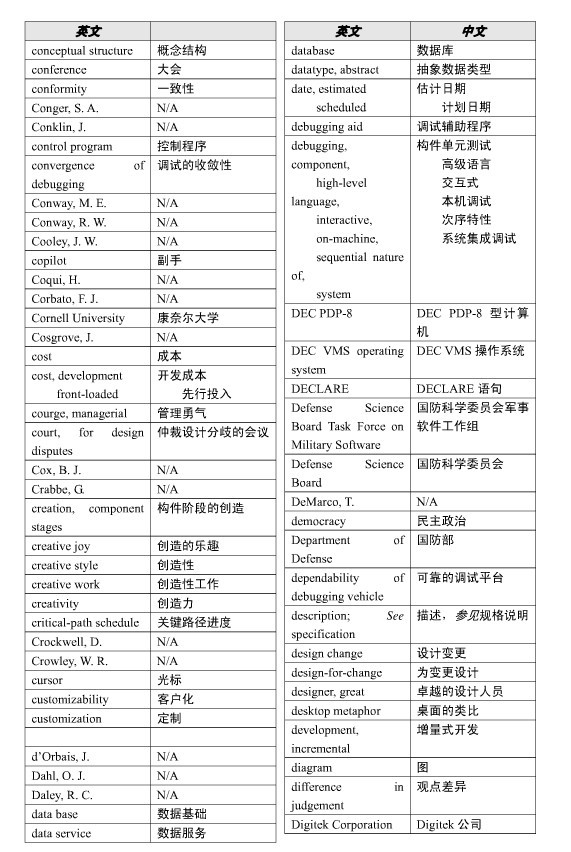 英文
conceptual structure 概念结构
conference 大会
conformity 一致性
Conger, S. A. N/A
Conklin, J. N/A
control program 控制程序
convergence of 调试的收敛性
debugging
Conway, M. E. N/A
Conway, R. W. N/A
Cooley, J. W. N/A
copilot 副手
Coqui, H. N/A
Corbato, F. J. N/A
Cornell University 康奈尔大学
Cosgrove, J. N/A
cost 成本
cost, development 开发成本
front-loaded 先行投入
courge, managerial 管理勇气
court, for design 仲裁设计分歧的会议
disputes
Cox, B. J. N/A
Crabbe, G. N/A
creation, component 构件阶段的创造
stages
creative joy 创造的乐趣
creative style 创造性
creative work 创造性工作
creativity 创造力
critical-path schedule 关键路径进度
Crockwell, D. N/A
Crowley, W. R. N/A
cursor 光标
customizability 客户化
customization 定制
d'Orbais, J. N/A
Dahl, O. J. N/A
Daley, R. C. N/A
data base 数据基础
data service 数据服务
英文 中文
database 数据库
datatype, abstract 抽象数据类型
date, estimated 估计日期
scheduled 计划日期
debugging aid 调试辅助程序
debugging, 构件单元测试
component, 高级语言
high-level 交互式
language, 本机调试
interactive, 次序特性
on-machine, 系统集成调试
sequential nature
of,
system
DEC PDP-8 DEC PDP-8 型计算
机
DEC VMS operating DEC VMS 操作系统
system
DECLARE DECLARE 语句
Defense Science 国防科学委员会军事
Board Task Force on 软件工作组
Military Software
Defense Science 国防科学委员会
Board
DeMarco, T. N/A
democracy 民主政治
Department of 国防部
Defense
dependability of 可靠的调试平台
debugging vehicle
description; See 描述，参见规格说明
specification
design change 设计变更
design-for-change 为变更设计
designer, great 卓越的设计人员
desktop metaphor 桌面的类比
development, 增量式开发
incremental
diagram 图
difference in 观点差异
judgement
Digitek Corporation Digitek 公司